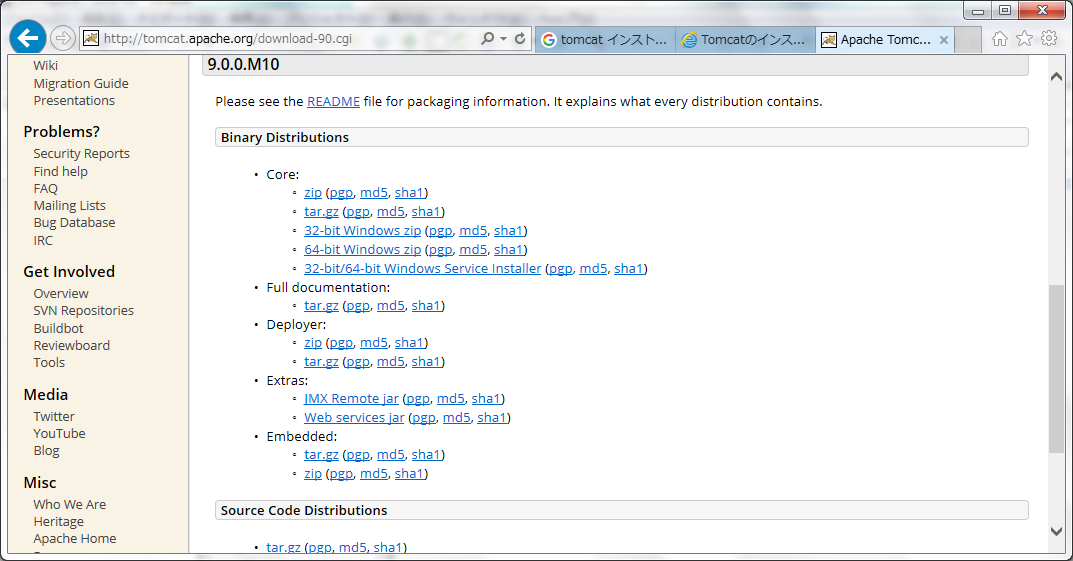 http://tomcat.apache.org/download-90.cgi
tomcat インスト...
Tomcatのインス...
Apache Tomc...
Wiki
Migration Guide
Presentations
Problems?
Security Reports
Find help
FAQ
Mailing Lists
Bug Database
IRC
Get Involved
Overview
SVN Repositories
Buildbot
Reviewboard
Tools
Media
Twitter
YouTube
Blog
Misc
Who We Are
Heritage
Apache Home
9.0.0.M10
Please see the README file for packaging information. It explains what every distribution contains.
Binary Distributions
• Core:
◦ zip (pgp, md5, sha1)
◦ tar.gz (pgp, md5, sha1)
◦ 32-bit Windows zip (pgp, md5, sha1)
◦ 64-bit Windows zip (pgp, md5, sha1)
◦ 32-bit/64-bit Windows Service Installer (pgp, md5, sha1)
• Full documentation:
◦ tar.gz (pgp, md5, sha1)
• Deployer:
◦ zip (pgp, md5, sha1)
◦ tar.gz (pgp, md5, sha1)
• Extras:
◦ JMX Remote jar (pgp, md5, sha1)
◦ Web services jar (pgp, md5, sha1)
• Embedded:
◦ tar.gz (pgp, md5, sha1)
◦ zip (pgp, md5, sha1)
Source Code Distributions
• tar.gz (pgp, md5, sha1)